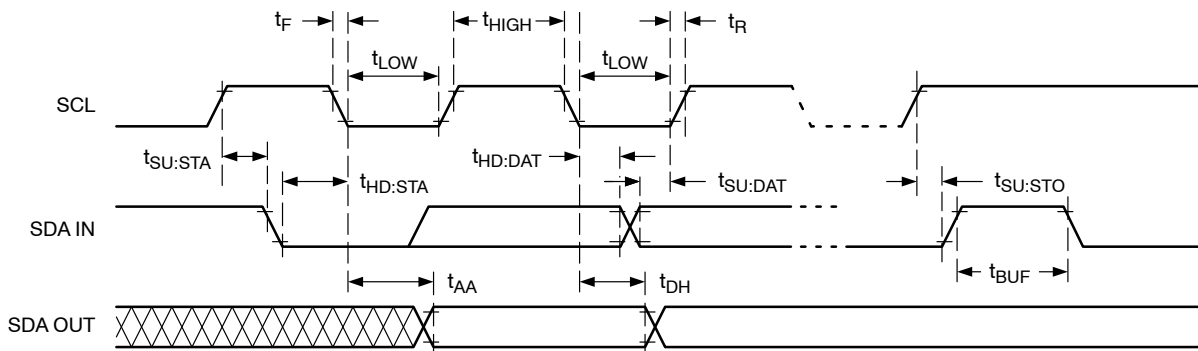 tF
tHIGH
tR
tLOW
tLOW
SCL
tSU:STA
tHD:STA
tHD:DAT
tSU:DAT
tSU:STO
SDA IN
tAA
tDH
tBUF
SDA OUT